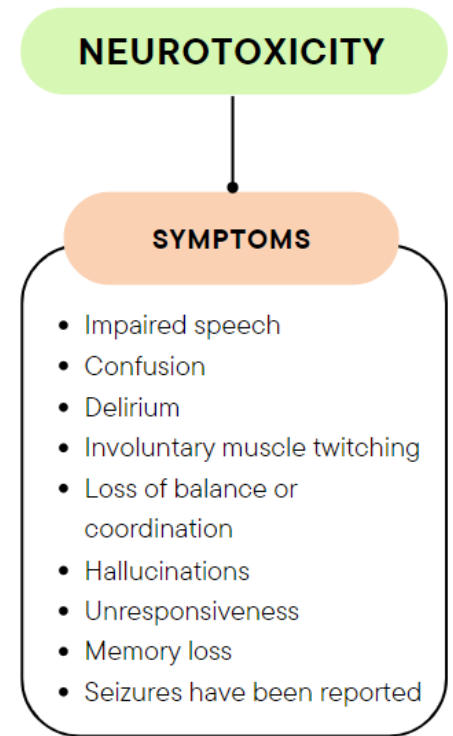 NEUROTOXICITY
SYMPTOMS
• Impaired speech
• Confusion
• Delirium
• Involuntary muscle twitching
• Loss of balance or
coordination
• Hallucinations
• Unresponsiveness
• Memory loss
• Seizures have been reported